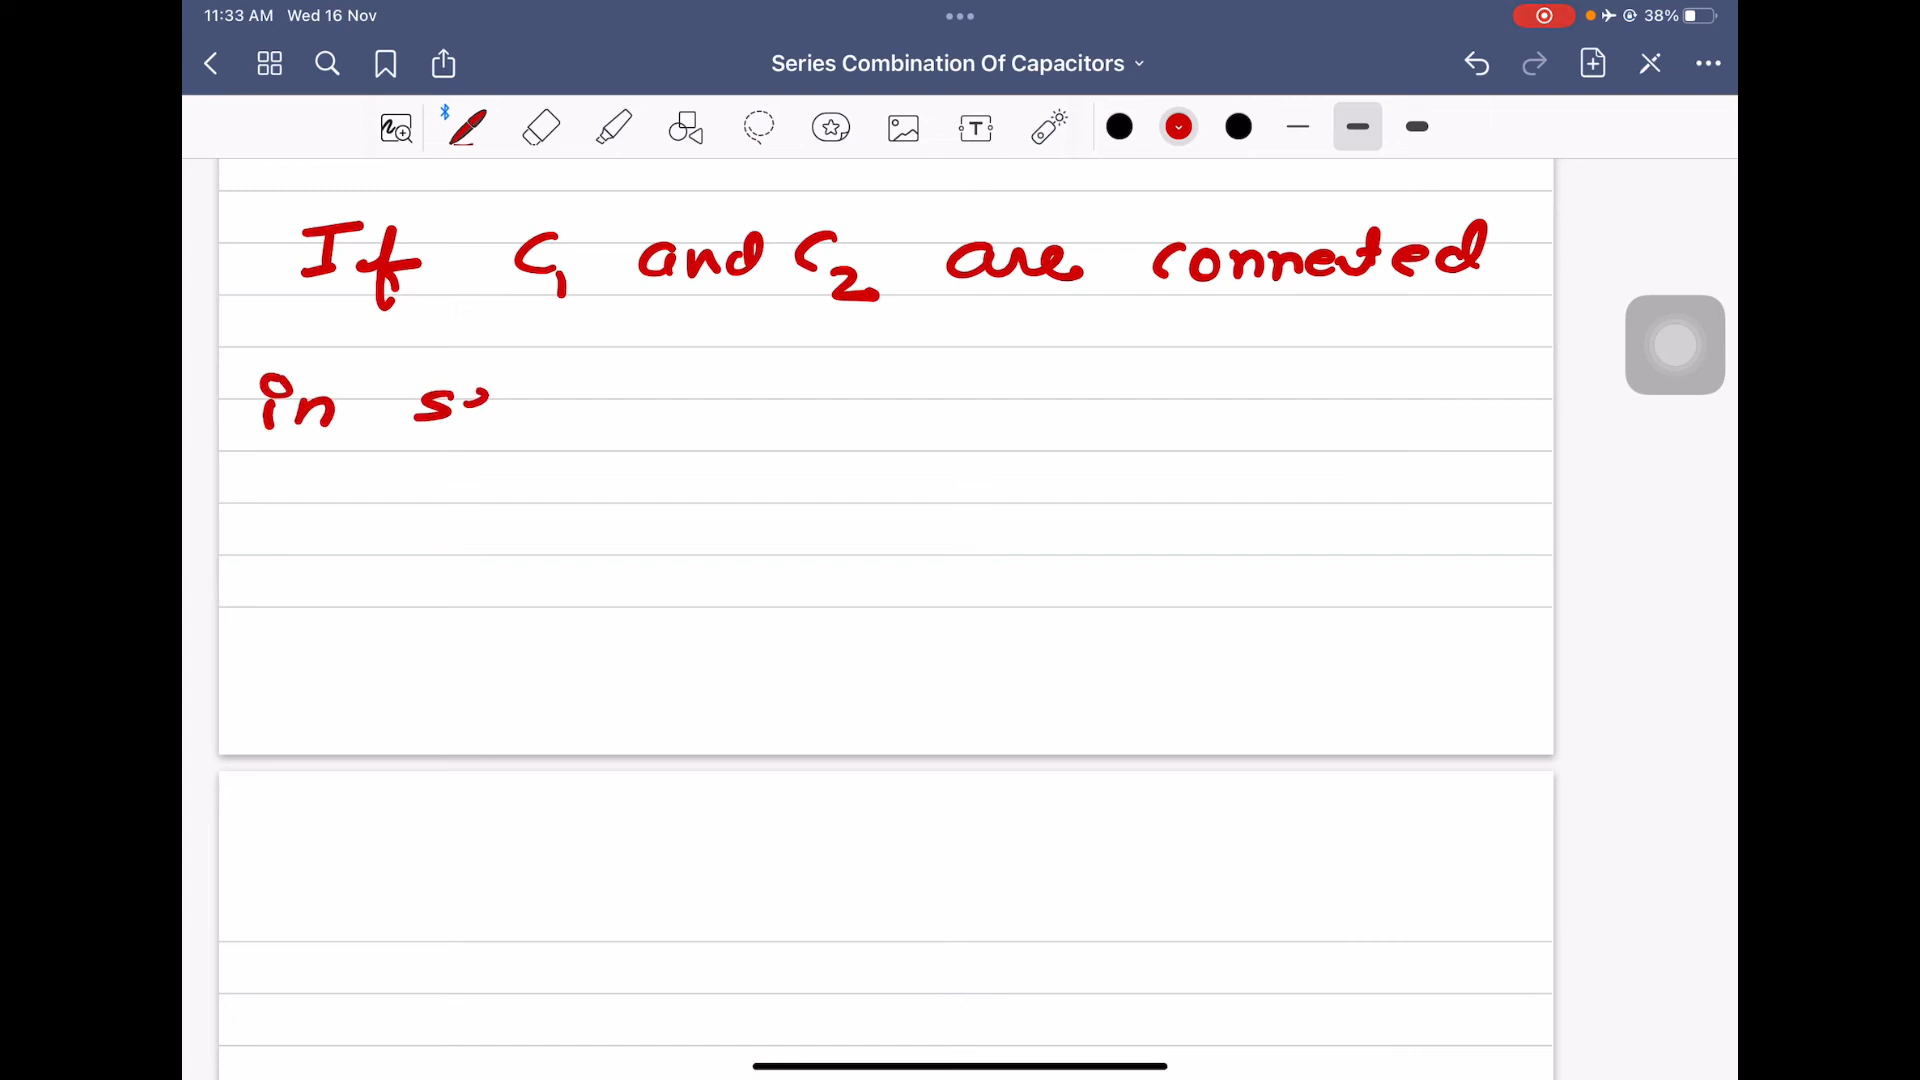 11:33 AM Wed 16 Nov
38%
Series Combination Of Capacitors
T
If C₁ and C₂ are connected
in s